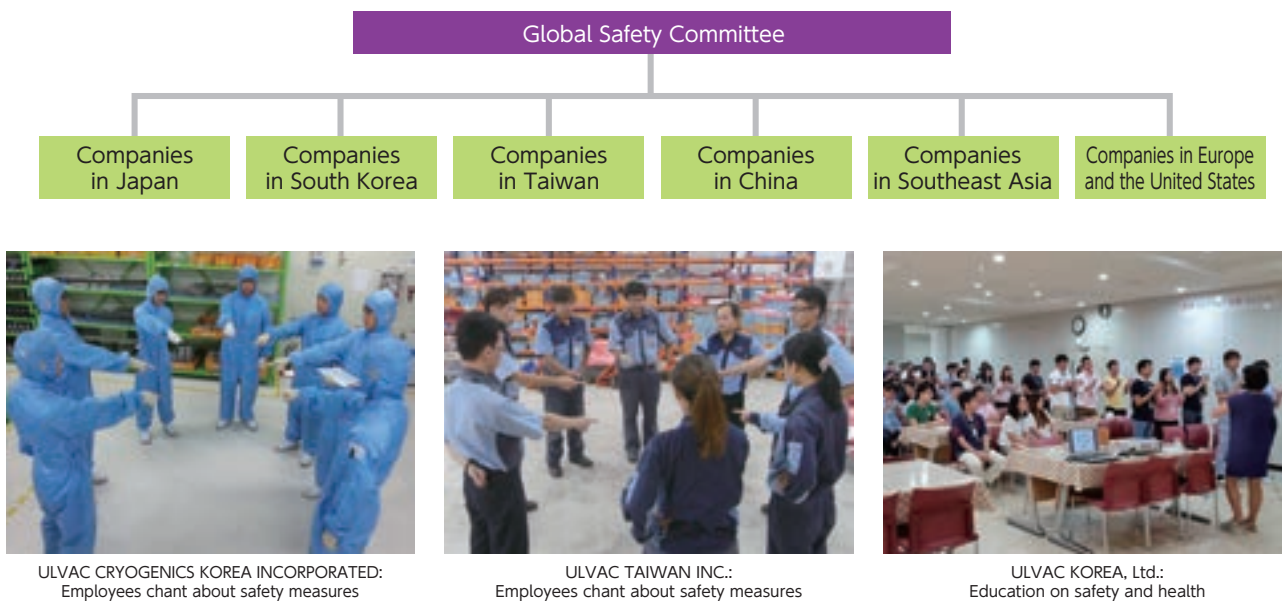 Global Safety Committee
Companies
in Japan
Companies
in South Korea
Companies
in Taiwan
Companies
in China
Companies
in Southeast Asia
Companies in Europe
and the United States
ULVAC CRYOGENICS KOREA INCORPORATED:
Employees chant about safety measures
ULVAC TAIWAN INC.:
Employees chant about safety measures
ULVAC KOREA, Ltd.:
Education on safety and health